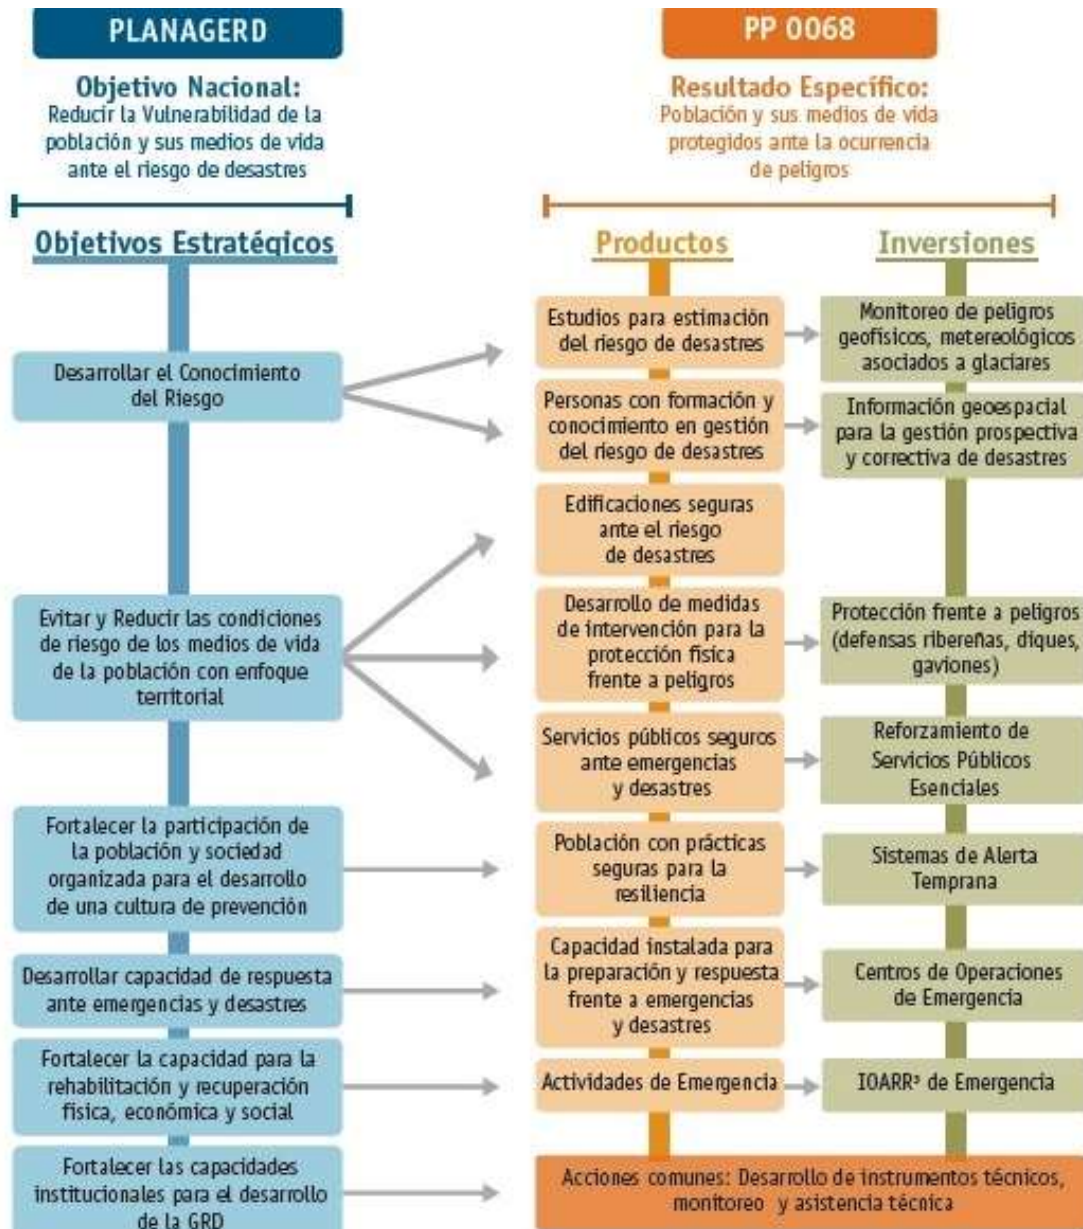 PLANAGERD
Objetivo Nacional:
Reducir la Vulnerabilidad de la
población y sus medios de vida
ante el riesgo de desastres
PP 0068
Resultado Específico:
Población y sus medios de vida
protegidos ante la ocurrencia
de peligros
Objetivos Estratégicos
Productos
Inversiones
Desarrollar el Conocimiento
del Riesgo
Estudios para estimación
del riesgo de desastres
Monitoreo de peligros
geofísicos, metereológicos
asociados a glaciares
Personas con formación y
conocimiento en gestión
del riesgo de desastres
Información geoespacial
para la gestión prospectiva
y correctiva de desastres
Edificaciones seguras
ante el riesgo
de desastres
Evitar y Reducir las condiciones
de riesgo de los medios de vida
de la población con enfoque
territorial
Desarrollo de medidas
de intervención para la
protección física
frente a peligros
Protección frente a peligros
(defensas ribereñas, diques,
gaviones)
Servicios públicos seguros
ante emergencias
y desastres
Reforzamiento de
Servicios Públicos
Esenciales
Fortalecer la participación de
la población y sociedad
organizada para el desarrollo
de una cultura de prevención
Población con prácticas
seguras para la
resiliencia
Sistemas de Alerta
Temprana
Desarrollar capacidad de respuesta
ante emergencias y desastres
Capacidad instalada para
la preparación y respuesta
frente a emergencias
y desastres
Centros de Operaciones
de Emergencia
Fortalecer la capacidad para la
rehabilitación y recuperación
física, económica y social
Actividades de Emergencia
IOARR³ de Emergencia
Fortalecer las capacidades
institucionales para el desarrollo
de la GRD
Acciones comunes: Desarrollo de instrumentos técnicos,
monitoreo y asistencia técnica